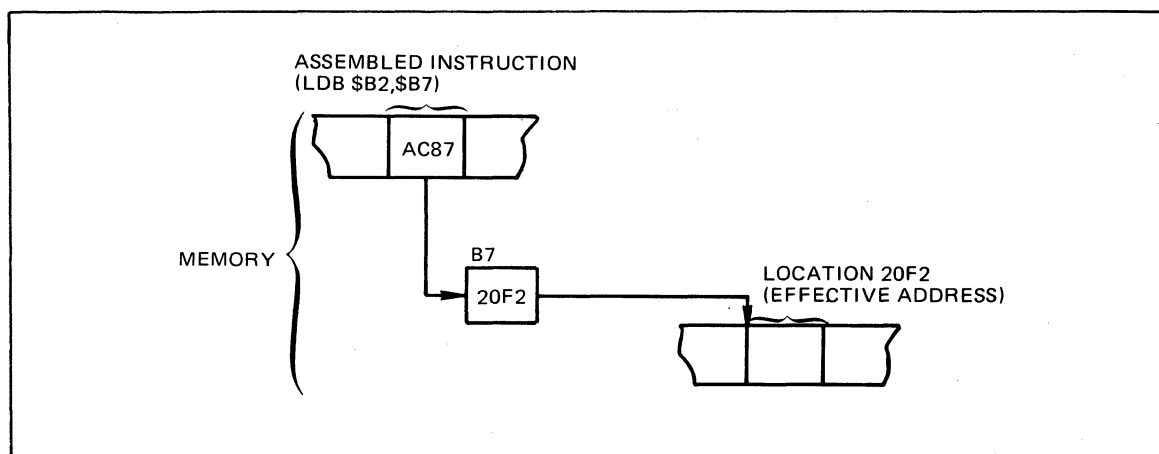 ASSEMBLED INSTRUCTION
(LDB $B2,$B7)
AC87
MEMORY
B7
20F2
LOCATION 20F2
(EFFECTIVE ADDRESS)